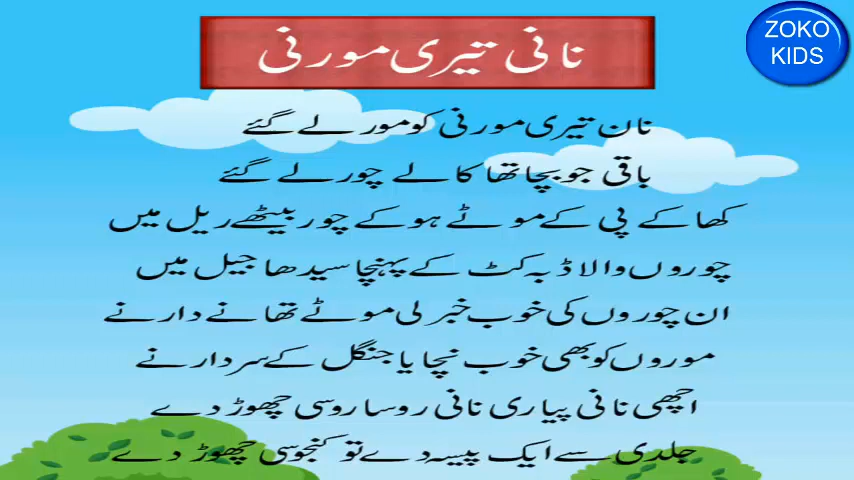 ZOKO
KIDS
نانی تیری مورنی
نان تیری مورنی کو مور لے گئے
باقی جو بچا تھا کالے چور لے گئے
کھا کے پی کے موٹے ہو کے چور بیٹھے ریل میں
چوروں والا ڈبہ کٹ کے پہنچا سیدھا جیل میں
ان چوروں کی خوب خبر لی موٹے تھانے دار نے
موروں کو بھی خوب نچایا جنگل کے سردار نے
اچھی نانی پیاری نانی روسا روسی چھوڑ دے
جلدی سے ایک پیسہ دے تو کنجوسی چھوڑ دے